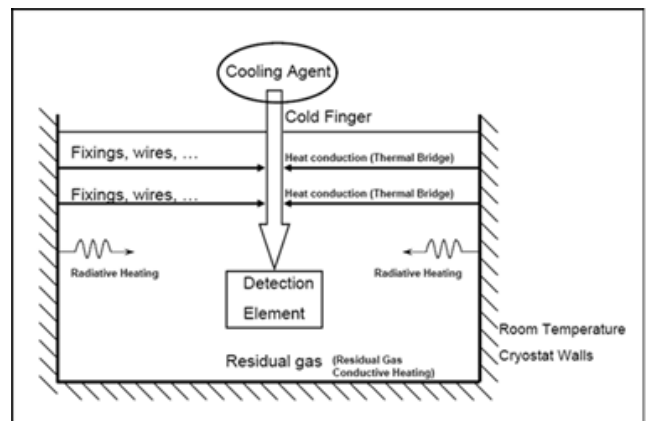 Cooling Agent
Cold Finger
Fixings, wires, ...
Heat conduction (Thermal Bridge)
Fixings, wires, ...
Heat conduction (Thermal Bridge)
Radiative Heating
Radiative Heating
Detection
Element
Room Temperature
Cryostat Walls
Residual gas
(Residual Gas
Conductive Heating)